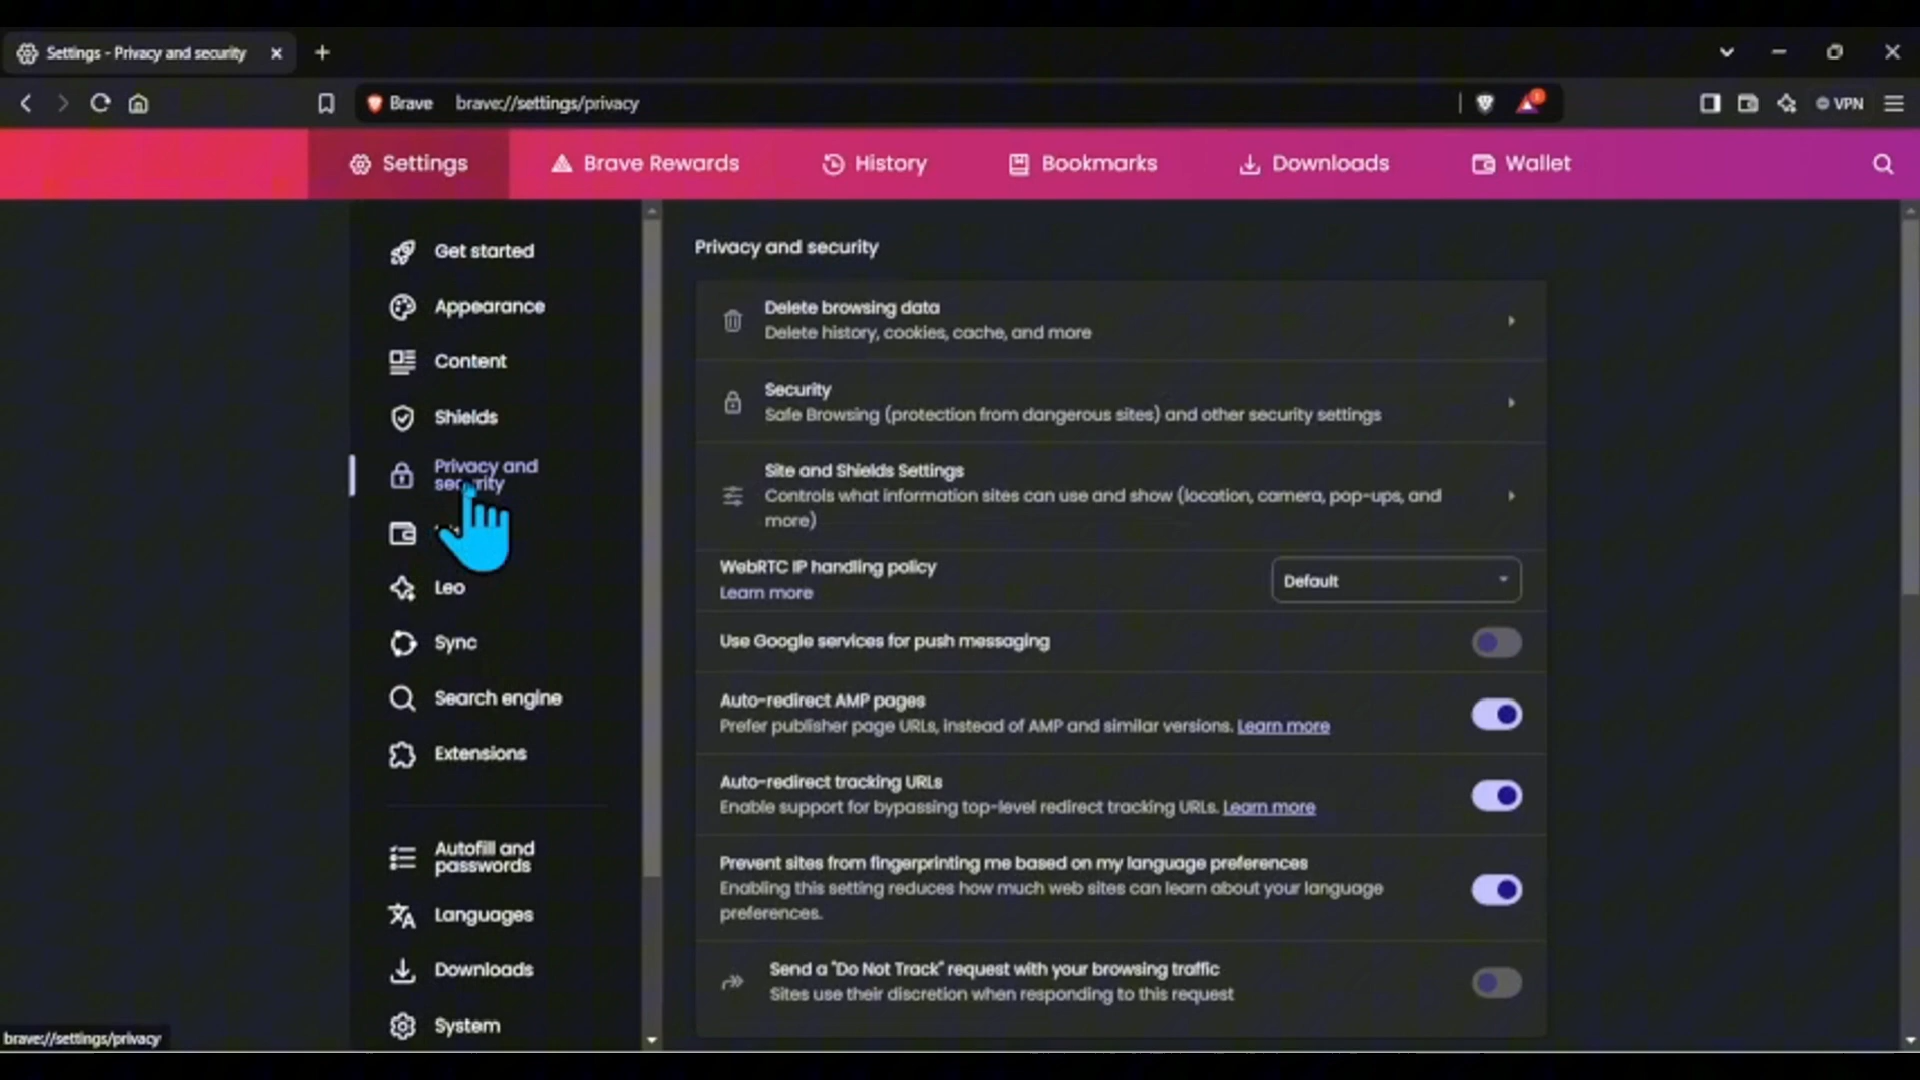 Settings - Privacy and security
Brave brave://settings/privacy
VPN
Settings
Brave Rewards
History
Bookmarks
Downloads
Wallet
Get started
Appearance
Content
Shields
Privacy and
security
Leo
Sync
Search engine
Extensions
Autofill and
passwords
Languages
Downloads
System
Privacy and security
Delete browsing data
Delete history, cookies, cache, and more
Security
Safe Browsing (protection from dangerous sites) and other security settings
Site and Shields Settings
Controls what information sites can use and show (location, camera, pop-ups, and
more)
WebRTC IP handling policy
Learn more
Default
Use Google services for push messaging
Auto-redirect AMP pages
Prefer publisher page URLs, instead of AMP and similar versions. Learn more
Auto-redirect tracking URLs
Enable support for bypassing top-level redirect tracking URLs. Learn more
Prevent sites from fingerprinting me based on my language preferences
Enabling this setting reduces how much web sites can learn about your language
preferences.
Send a "Do Not Track" request with your browsing traffic
Sites use their discretion when responding to this request
brave://settings/privacy